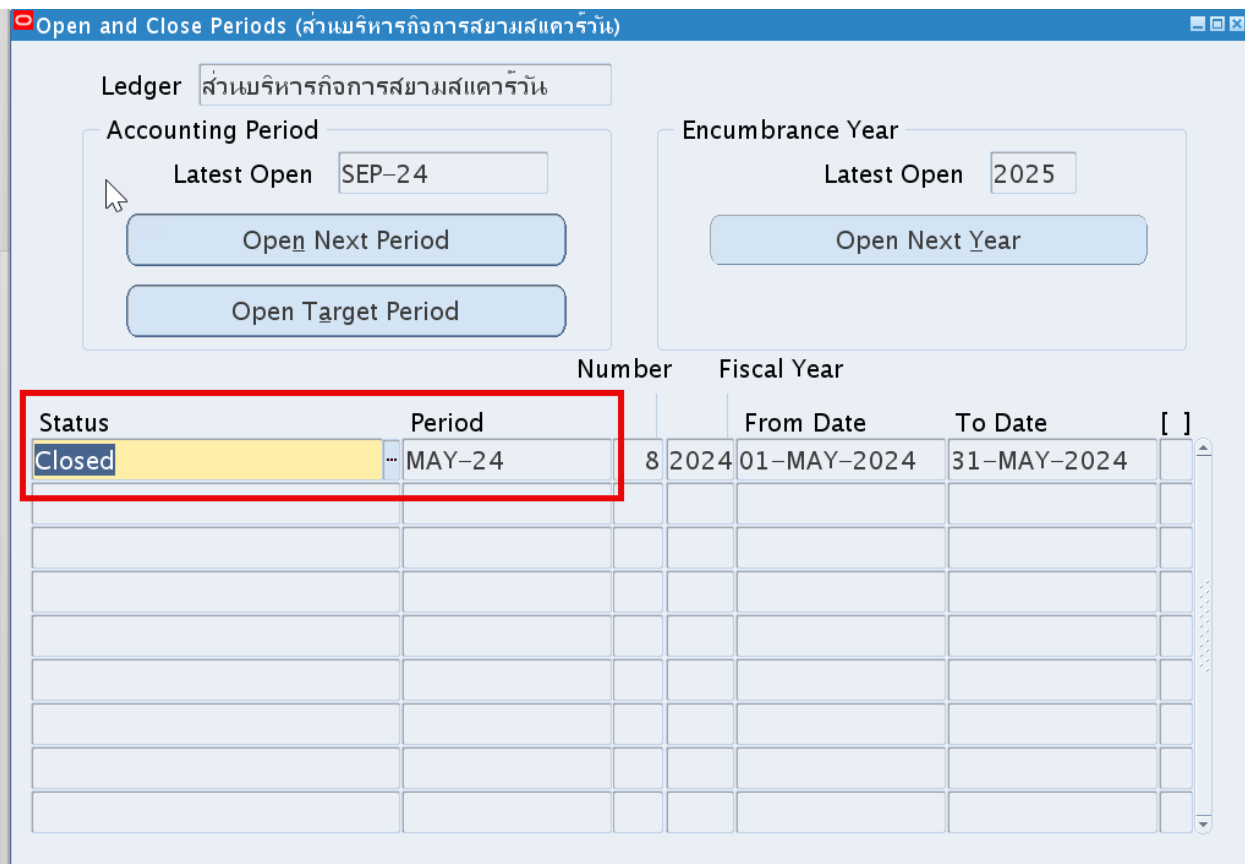 Open and Close Periods (ส่วนบริหารกิจการสยามสแควร์วัน)
Ledger ส่วนบริหารกิจการสยามสแควร์วัน
Accounting Period
Latest Open SEP-24
Open Next Period
Open Target Period
Encumbrance Year
Latest Open 2025
Open Next Year
Number Fiscal Year
Status Period From Date To Date [ ]
Closed ... MAY-24 8 2024 01-MAY-2024 31-MAY-2024